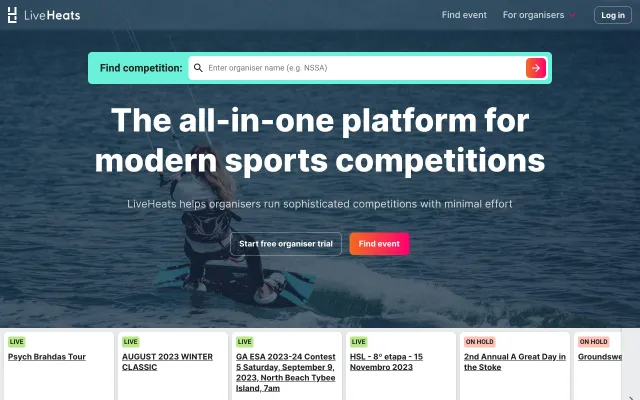 LiveHeats
Find event
For organisers
Log in
Find competition:
Enter organiser name (e.g. NSSA)
The all-in-one platform for
modern sports competitions
LiveHeats helps organisers run sophisticated competitions with minimal effort
Start free organiser trial
Find event
LIVE
Psych Brahdas Tour
LIVE
AUGUST 2023 WINTER
CLASSIC
LIVE
GA ESA 2023-24 Contest
5 Saturday, September 9,
2023, North Beach Tybee
Island, 7am
LIVE
HSL - 8º etapa - 15
Novembro 2023
ON HOLD
2nd Annual A Great Day in
the Stoke
ON HOLD
Groundswe